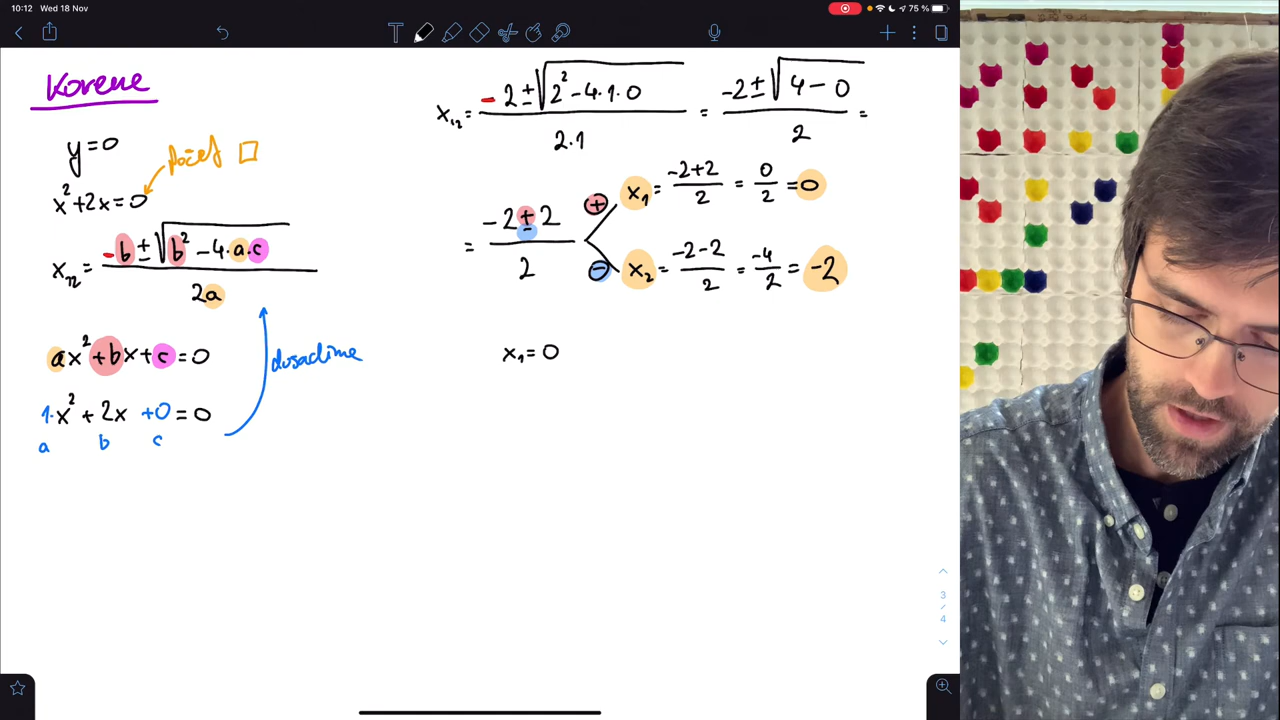 10:12 Wed 18 Nov
75 %
Korene
y=0
počet □
x²+2x=0
x₁₂ = -b ± √(b² - 4·a·c) / 2a
ax² + bx + c = 0
dosadíme
1·x² + 2x + 0 = 0
a b c
x₁₂ = -2 ± √(2² - 4·1·0) / 2·1 = -2 ± √(4 - 0) / 2 =
= -2 ± 2 / 2
+ x₁ = -2+2 / 2 = 0/2 = 0
- x₂ = -2-2 / 2 = -4/2 = -2
x₁ = 0
3
/
4